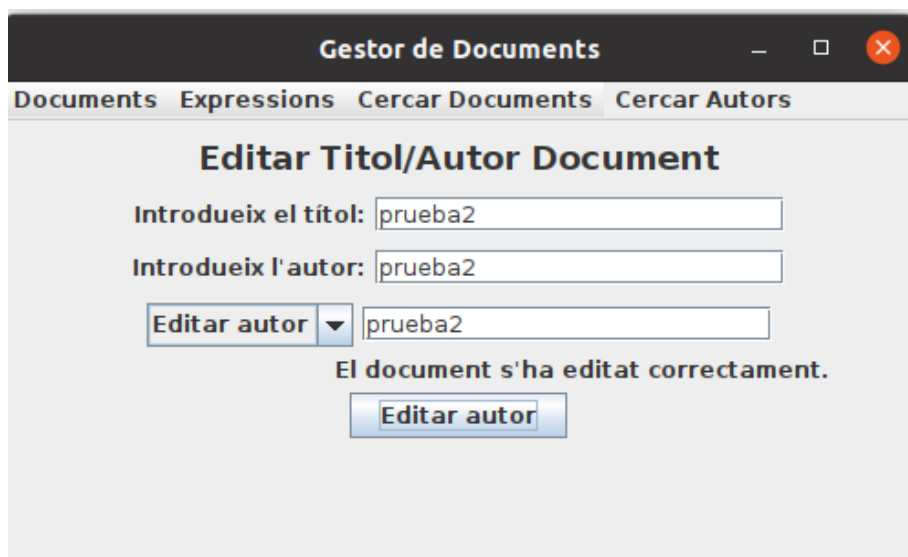 Gestor de Documents
Documents Expressions Cercar Documents Cercar Autors
Editar Titol/Autor Document
Introdueix el títol: prueba2
Introdueix l'autor: prueba2
Editar autor prueba2
El document s'ha editat correctament.
Editar autor